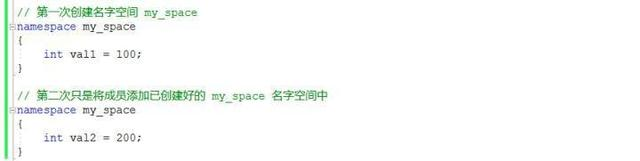 // 第一次创建名字空间 my_space
namespace my_space
{
    int val1 = 100;
}
// 第二次只是将成员添加已创建好的 my_space 名字空间中
namespace my_space
{
    int val2 = 200;
}